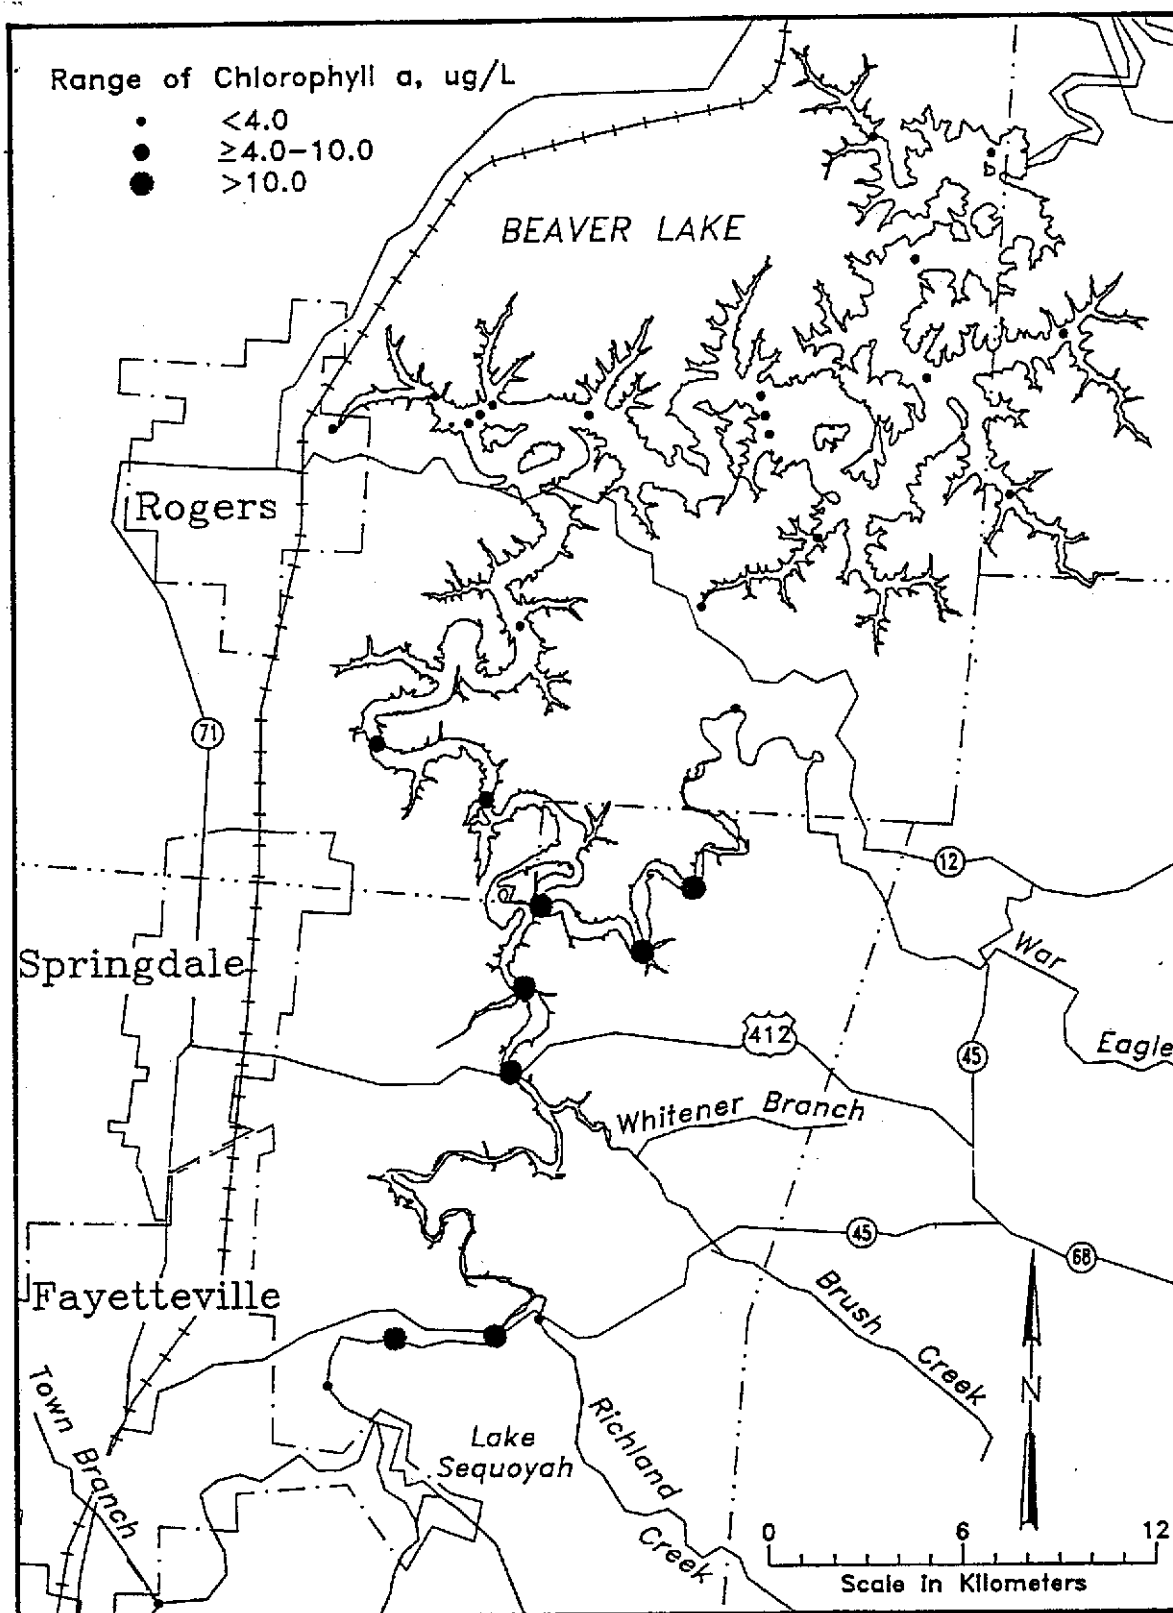 Range of Chlorophyll a, ug/L
<4.0
≥4.0-10.0
>10.0
BEAVER LAKE
Rogers
71
12
Springdale
War
412
45
Eagle
Whitener Branch
45
68
Fayetteville
Brush
Creek
N
Town Branch
Lake
Sequoyah
Richland
Creek
0 6 12
Scale in Kilometers